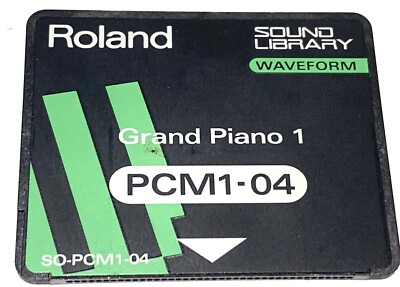 Roland
SOUND
LIBRARY
WAVEFORM
Grand Piano 1
PCM1-04
SO-PCM1-04